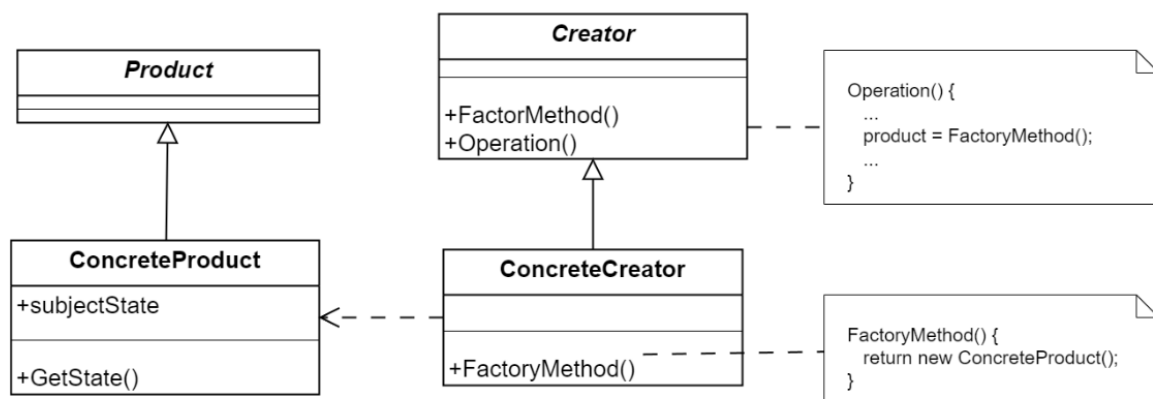 Product
ConcreteProduct
+subjectState
+GetState()
Creator
+FactorMethod()
+Operation()
ConcreteCreator
+FactoryMethod()
Operation() {
...
product = FactoryMethod();
...
}
FactoryMethod() {
return new ConcreteProduct();
}